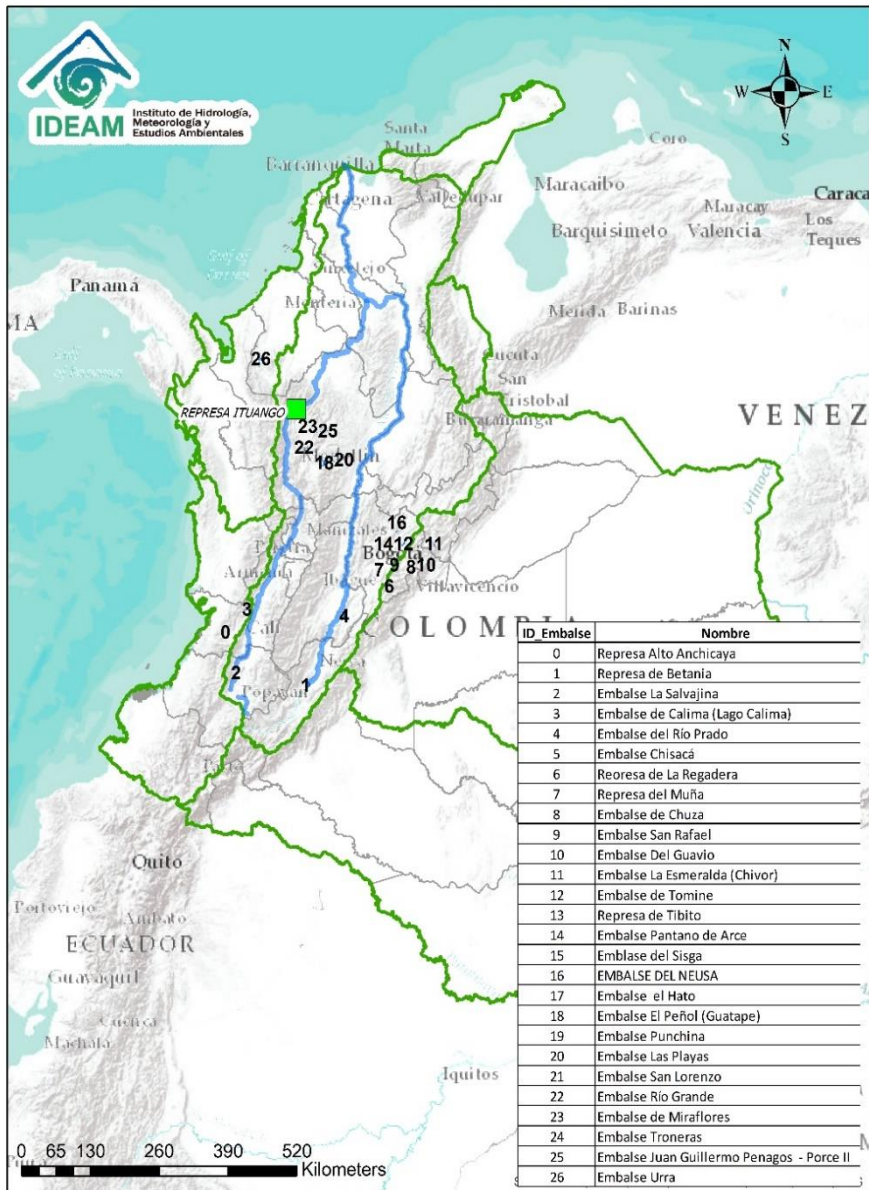 IDEAM
Instituto de Hidrología,
Meteorología y
Estudios Ambientales
N
W
E
S
Santa
Marta
Coro
Barranquilla
Maracaibo
Caraca
Cartagena
Valledupar
Maracay
Los
Teques
Barquisimeto
Valencia
Sincelejo
Panamá
Monteria
Merida
Barinas
MA
Cucuta
26
San
Cristobal
REPRESA ITUANGO
Bucaramanga
VENEZ
23
25
22
Medellin
18
20
Orinoco
16
Manizales
14
12
11
Pereira
Bogotá
7
9
8
10
Armenia
Ibague
Villavicencio
6
3
4
0
Cali
COLOMBIA
Neiva
2
1
Popayan
Pasto
Quito
Portoviejo
Ambato
ECUADOR
Guayaquil
Cuenca
Machala
Iquitos
ID_Embalse Nombre
0 Represa Alto Anchicaya
1 Represa de Betania
2 Embalse La Salvajina
3 Embalse de Calima (Lago Calima)
4 Embalse del Río Prado
5 Embalse Chisacá
6 Reoresa de La Regadera
7 Represa del Muña
8 Embalse de Chuza
9 Embalse San Rafael
10 Embalse Del Guavio
11 Embalse La Esmeralda (Chivor)
12 Embalse de Tomine
13 Represa de Tibito
14 Embalse Pantano de Arce
15 Emblase del Sisga
16 EMBALSE DEL NEUSA
17 Embalse el Hato
18 Embalse El Peñol (Guatape)
19 Embalse Punchina
20 Embalse Las Playas
21 Embalse San Lorenzo
22 Embalse Río Grande
23 Embalse de Miraflores
24 Embalse Troneras
25 Embalse Juan Guillermo Penagos - Porce II
26 Embalse Urra
0 65 130 260 390 520
Kilometers